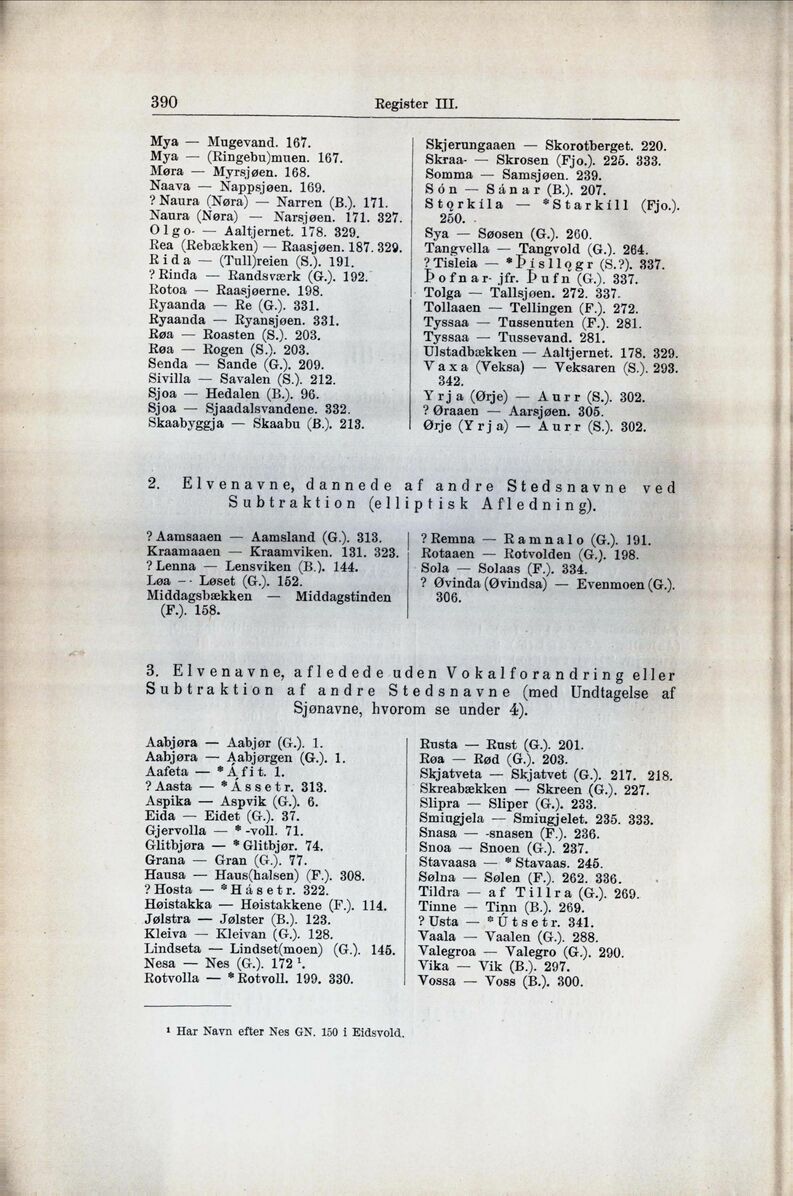 390
Register III.
Mya — Mugevand. 167.
Mya — (Ringebu)muen. 167.
Møra — Myrsjøen. 168.
Naava — Nappsjøen. 169.
? Naura (Nøra) — Narren (B.). 171.
Naura (Nøra) — Narsjøen. 171. 327.
Olgo- — Aaltjernet. 178. 329.
Rea (Rebækken) — Raasjøen. 187. 329.
Rida — (Tull)reien (S.). 191.
? Rinda — Randsværk (G.). 192.
Rotoa — Raasjøerne. 198.
Ryaanda — Re (G.). 331.
Ryaanda — Ryansjøen. 331.
Røa — Roasten (S.). 203.
Røa — Rogen (S.). 203.
Senda — Sande (G.). 209.
Sivilla — Savalen (S.). 212.
Sjoa — Hedalen (B.). 96.
Sjoa — Sjaadalsvandene. 332.
Skaabyggja — Skaabu (B.). 213.
Skjerungaaen — Skorotberget. 220.
Skraa- — Skrosen (Fjo.). 225. 333.
Somma — Samsjøen. 239.
Són — Sánar (B.). 207.
Stǫrkila — *Starkill (Fjo.).
250.
Sya — Søosen (G.). 260.
Tangvella — Tangvold (G.). 264.
? Tisleia — *Þíslǫgr (S.?). 337.
Þofnar- jfr. Þufn (G.). 337.
Tolga — Tallsjøen. 272. 337.
Tollaaen — Tellingen (F.). 272.
Tyssaa — Tussenuten (F.). 281.
Tyssaa — Tussevand. 281.
Ulstadbækken — Aaltjernet. 178. 329.
Vaxa (Veksa) — Veksaren (S.). 293.
342.
Yrja (Ørje) — Aurr (S.). 302.
? Øraaen — Aarsjøen. 305.
Ørje (Yrja) — Aurr (S.). 302.
2. Elvenavne, dannede af andre Stedsnavne ved
Subtraktion (elliptisk Afledning).
? Aamsaaen — Aamsland (G.). 313.
Kraamaaen — Kraamviken. 131. 323.
? Lenna — Lensviken (B.). 144.
Løa — Løset (G.). 152.
Middagsbækken — Middagstinden
(F.). 158.
? Remna — Ramnalo (G.). 191.
Rotaaen — Rotvolden (G.). 198.
Sola — Solaas (F.). 334.
? Øvinda (Øvindsa) — Evenmoen (G.).
306.
3. Elvenavne, afledede uden Vokalforandring eller
Subtraktion af andre Stedsnavne (med Undtagelse af
Sjønavne, hvorom se under 4).
Aabjøra — Aabjør (G.). 1.
Aabjøra — Aabjørgen (G.). 1.
Aafeta — *Áfit. 1.
? Aasta — *Ássetr. 313.
Aspika — Aspvik (G.). 6.
Eida — Eidet (G.). 37.
Gjervolla — * -voll. 71.
Glitbjøra — *Glitbjør. 74.
Grana — Gran (G.). 77.
Hausa — Haus(halsen) (F.). 308.
? Hosta — *Hásetr. 322.
Høistakka — Høistakkene (F.). 114.
Jølstra — Jølster (B.). 123.
Kleiva — Kleivan (G.). 128.
Lindseta — Lindset(moen) (G.). 145.
Nesa — Nes (G.). 172 ¹.
Rotvolla — *Rotvoll. 199. 330.
Rusta — Rust (G.). 201.
Røa — Rød (G.). 203.
Skjatveta — Skjatvet (G.). 217. 218.
Skreabækken — Skreen (G.). 227.
Slipra — Sliper (G.). 233.
Smiugjela — Smiugjelet. 235. 333.
Snasa — -snasen (F.). 236.
Snoa — Snoen (G.). 237.
Stavaasa — *Stavaas. 245.
Sølna — Sølen (F.). 262. 336.
Tildra — af Tillra (G.). 269.
Tinne — Tinn (B.). 269.
? Usta — *Útsetr. 341.
Vaala — Vaalen (G.). 288.
Valegroa — Valegro (G.). 290.
Vika — Vik (B.). 297.
Vossa — Voss (B.). 300.
¹ Har Navn efter Nes GN. 150 i Eidsvold.